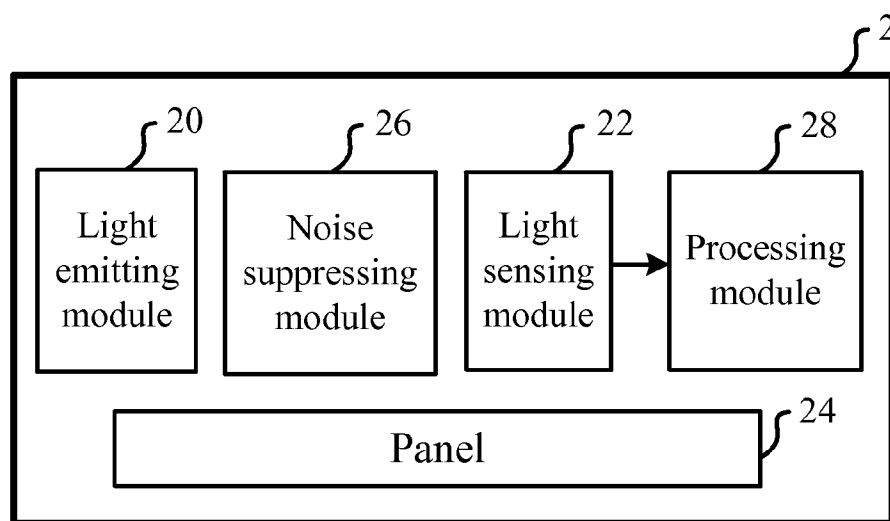 2
20
26
22
28
Light
emitting
module
Noise
suppressing
module
Light
sensing
module
Processing
module
24
Panel